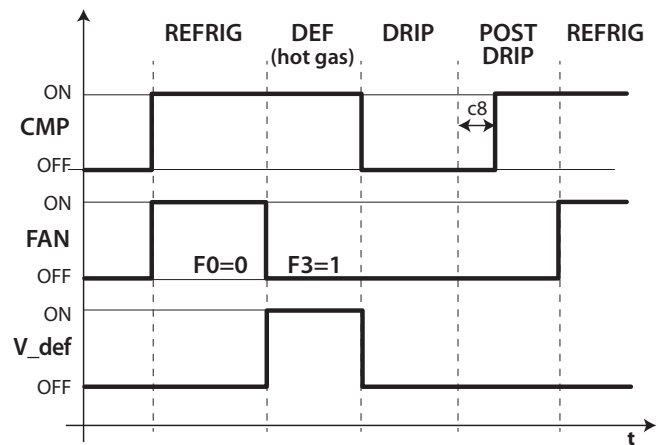 REFRIG DEF DRIP POST REFRIG
(hot gas) DRIP
ON
c8
CMP
OFF
ON
FAN
F0=0 F3=1
OFF
ON
V_def
OFF
t